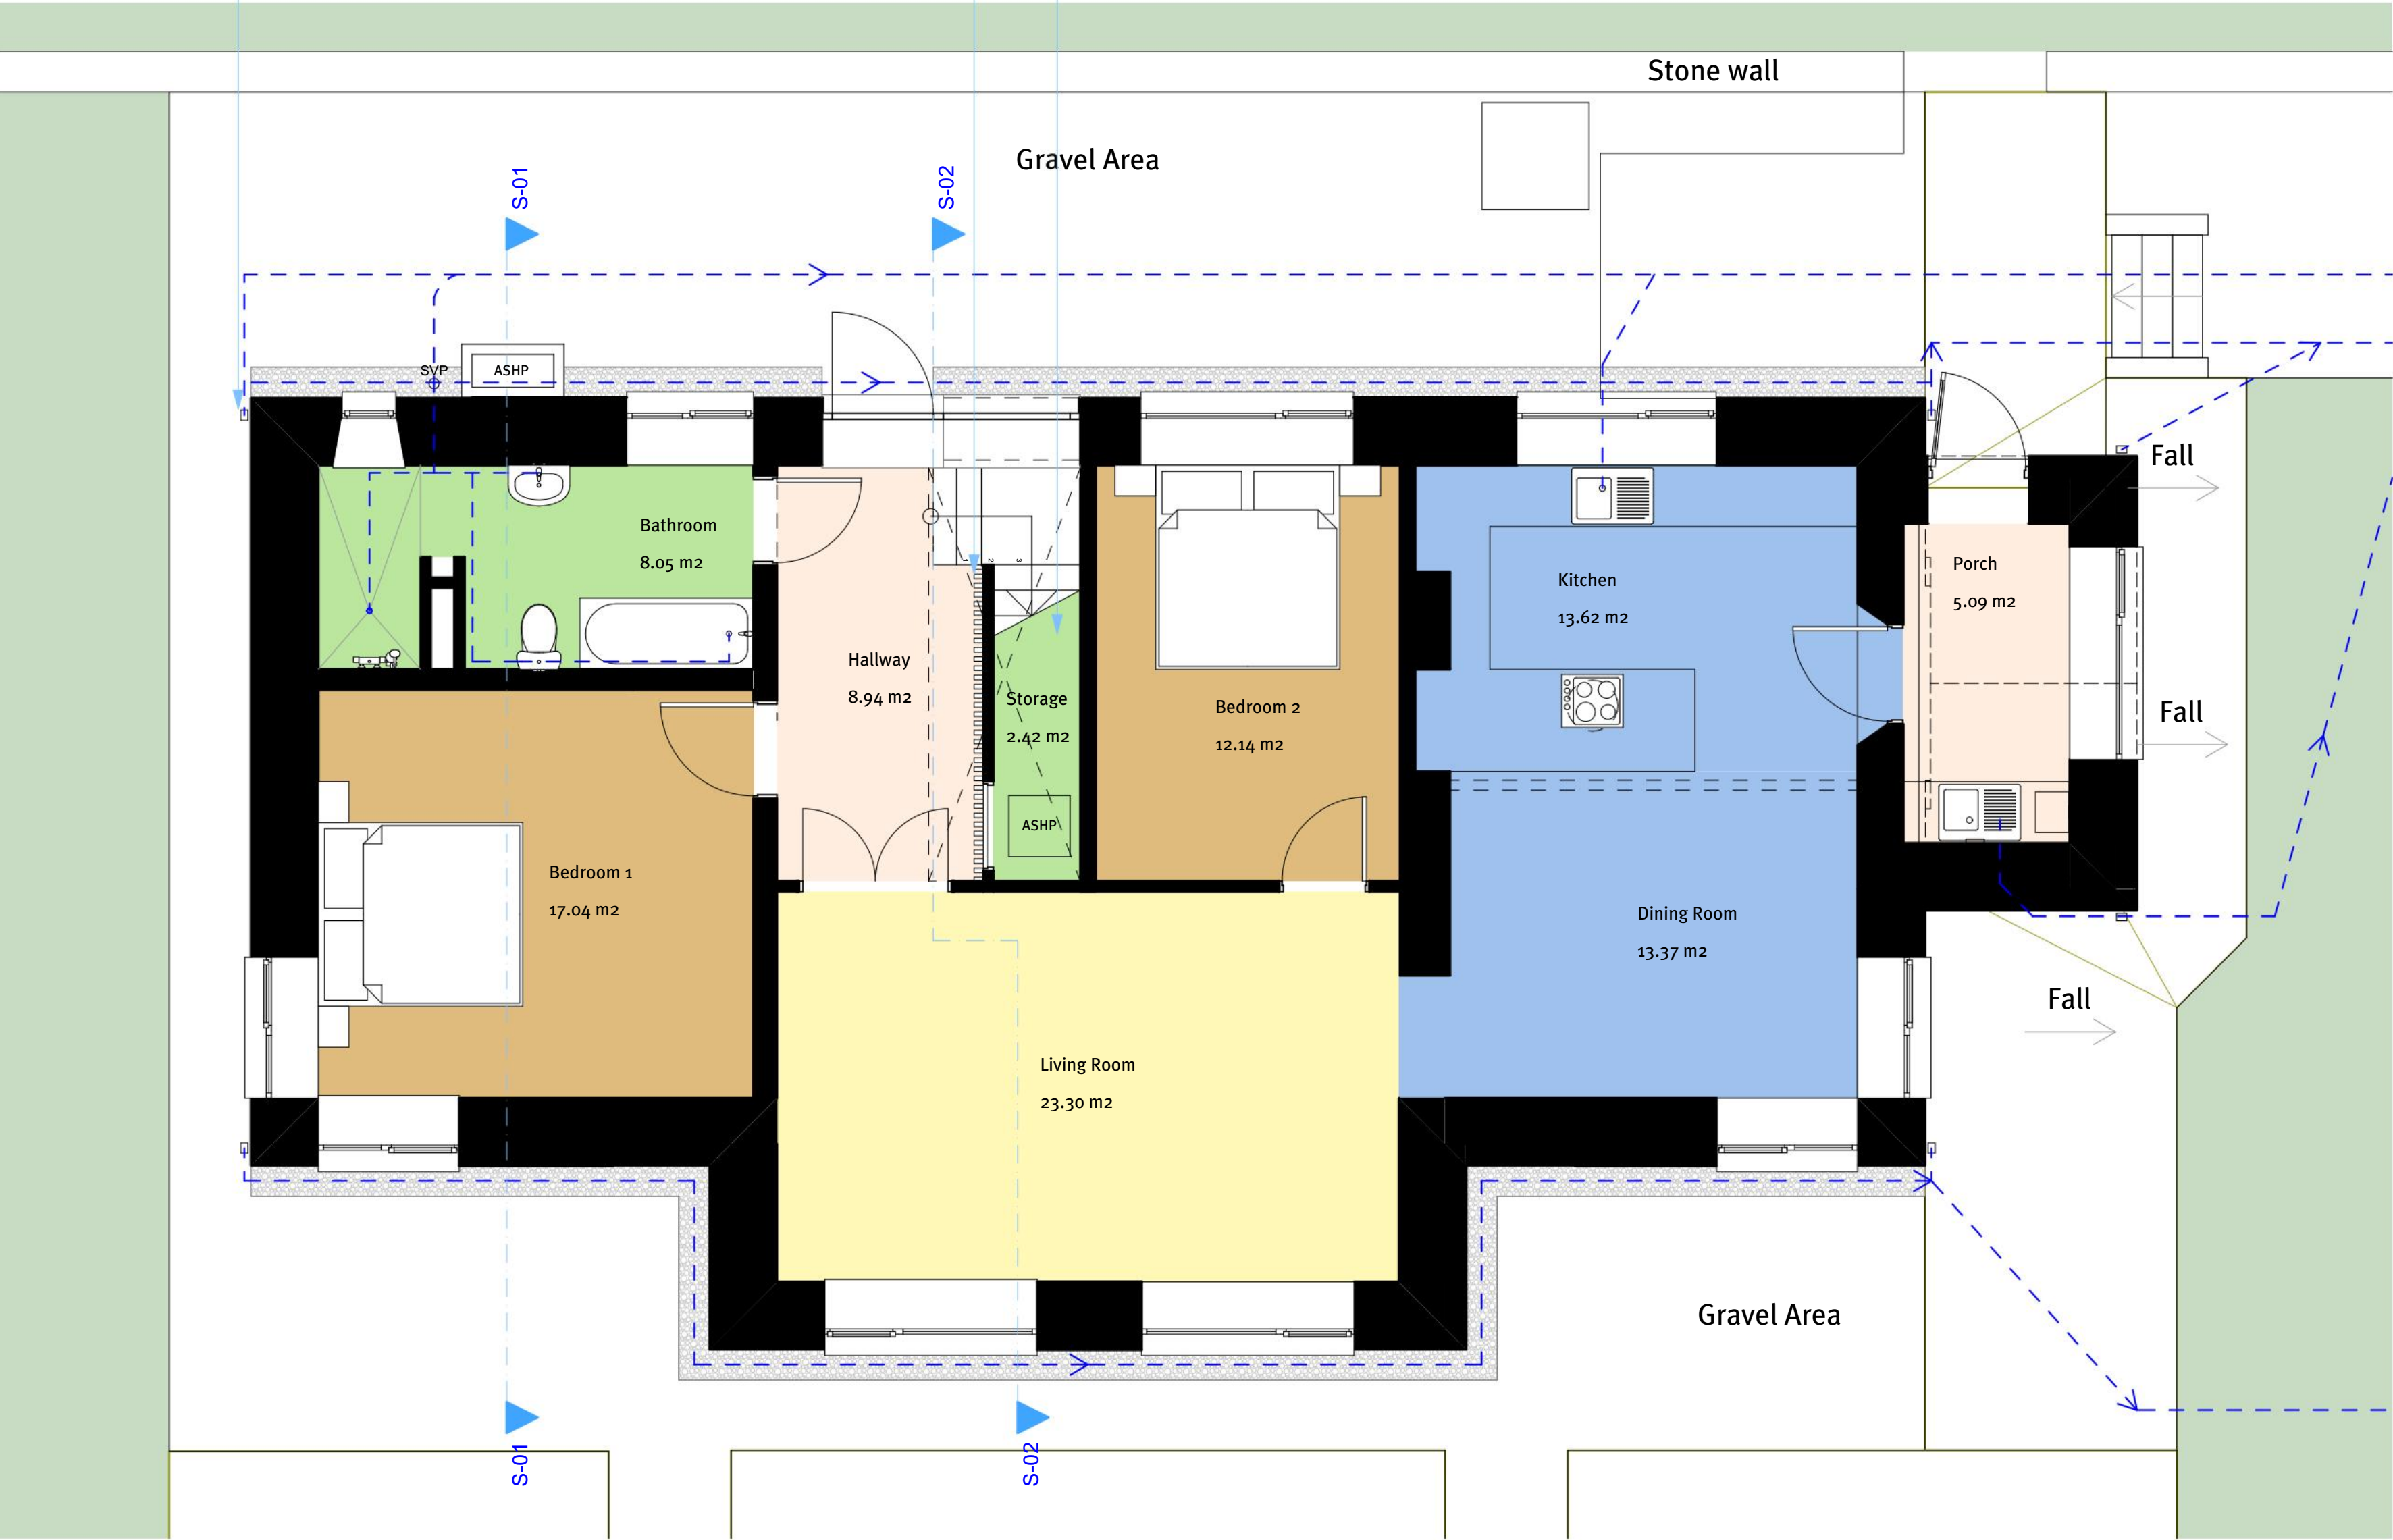 Stone wall
Gravel Area
S-01
S-02
SVP
ASHP
Fall
Bathroom
8.05 m2
Porch
5.09 m2
Kitchen
13.62 m2
Hallway
8.94 m2
Storage
2.42 m2
Bedroom 2
12.14 m2
Fall
ASHP
Bedroom 1
17.04 m2
Dining Room
13.37 m2
Fall
Living Room
23.30 m2
Gravel Area
S-01
S-02